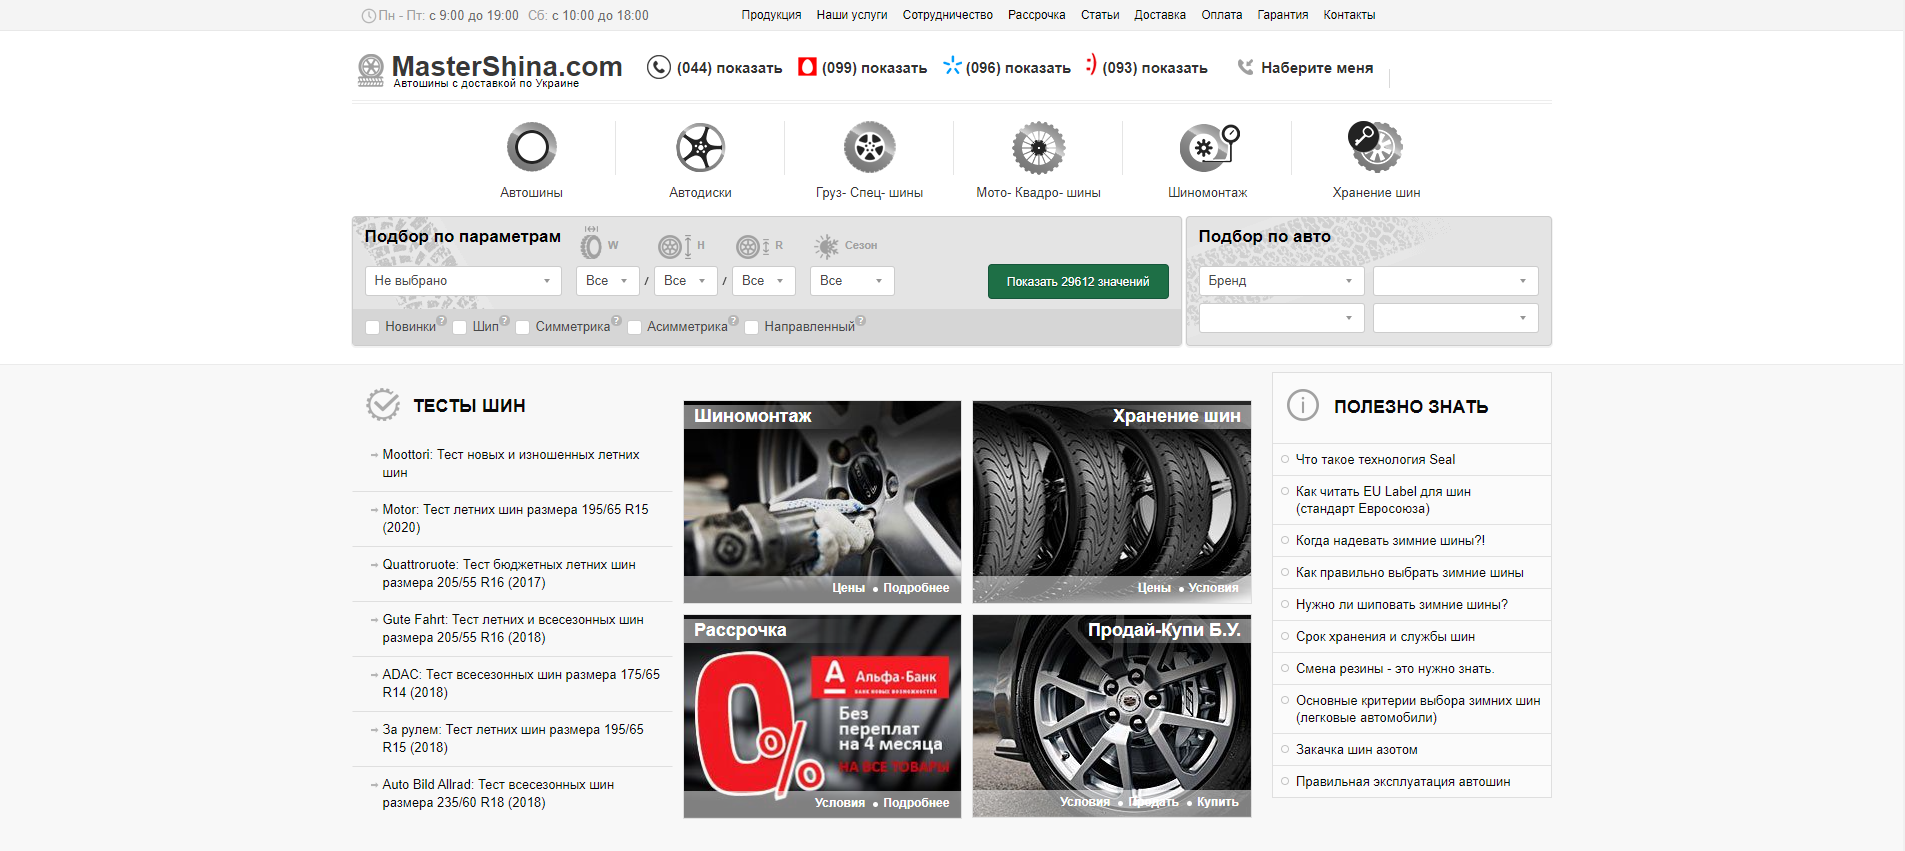 Пн - Пт: с 9:00 до 19:00 Сб: с 10:00 до 18:00
Продукция Наши услуги Сотрудничество Рассрочка Статьи Доставка Оплата Гарантия Контакты
MasterShina.com
Автошины с доставкой по Украине
(044) показать (099) показать (096) показать (093) показать Наберите меня
Автошины Автодиски Груз- Спец- шины Мото- Квадро- шины Шиномонтаж Хранение шин
Подбор по параметрам W H R Сезон
Не выбрано Все / Все / Все Все Показать 29612 значений
Новинки ? Шип ? Симметрика ? Асимметрика ? Направленный ?
Подбор по авто
Бренд
ТЕСТЫ ШИН
Moottori: Тест новых и изношенных летних
шин
Motor: Тест летних шин размера 195/65 R15
(2020)
Quattroruote: Тест бюджетных летних шин
размера 205/55 R16 (2017)
Gute Fahrt: Тест летних и всесезонных шин
размера 205/55 R16 (2018)
ADAC: Тест всесезонных шин размера 175/65
R14 (2018)
За рулем: Тест летних шин размера 195/65
R15 (2018)
Auto Bild Allrad: Тест всесезонных шин
размера 235/60 R18 (2018)
Шиномонтаж
Цены • Подробнее
Хранение шин
Цены • Условия
Рассрочка
0%
А Альфа-Банк
БАНК НОВЫХ ВОЗМОЖНОСТЕЙ
Без
переплат
на 4 месяца
НА ВСЕ ТОВАРЫ
Условия • Подробнее
Продай-Купи Б.У.
Условия • Продать • Купить
ПОЛЕЗНО ЗНАТЬ
Что такое технология Seal
Как читать EU Label для шин
(стандарт Евросоюза)
Когда надевать зимние шины?!
Как правильно выбрать зимние шины
Нужно ли шиповать зимние шины?
Срок хранения и службы шин
Смена резины - это нужно знать.
Основные критерии выбора зимних шин
(легковые автомобили)
Закачка шин азотом
Правильная эксплуатация автошин